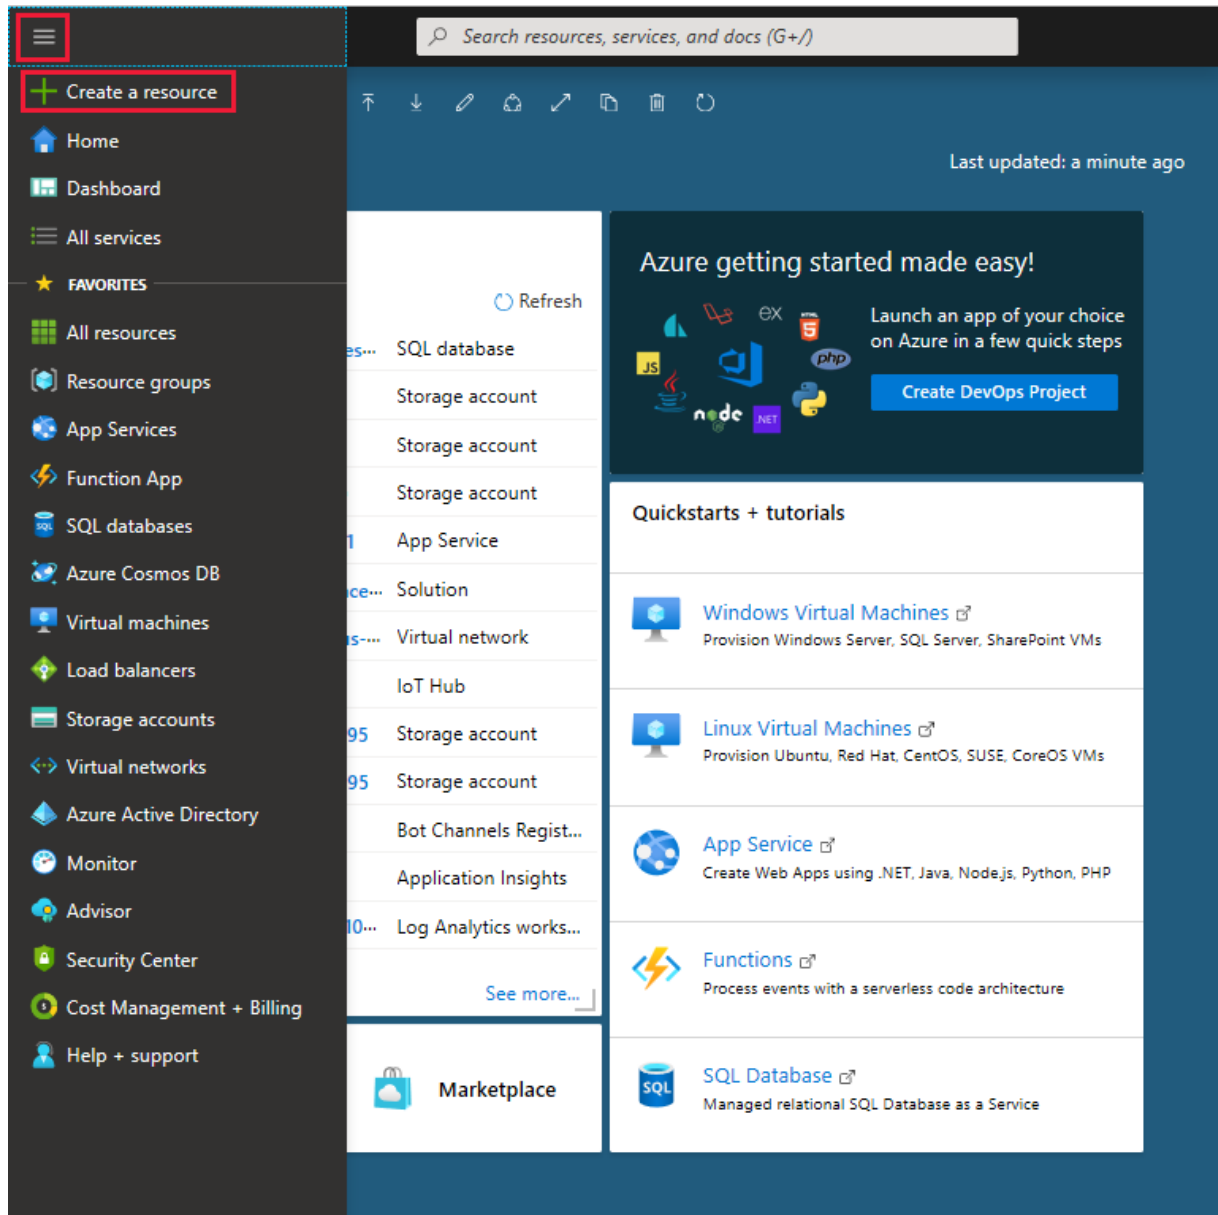 Search resources, services, and docs (G+/)
Create a resource
Home
Dashboard
All services
FAVORITES
All resources
Resource groups
App Services
Function App
SQL databases
Azure Cosmos DB
Virtual machines
Load balancers
Storage accounts
Virtual networks
Azure Active Directory
Monitor
Advisor
Security Center
Cost Management + Billing
Help + support
Last updated: a minute ago
Refresh
es... SQL database
Storage account
Storage account
Storage account
1 App Service
ce... Solution
us-... Virtual network
IoT Hub
95 Storage account
95 Storage account
Bot Channels Regist...
Application Insights
10... Log Analytics works...
See more...
Marketplace
Azure getting started made easy!
Launch an app of your choice
on Azure in a few quick steps
Create DevOps Project
EX
HTML
5
JS
php
node
.NET
Quickstarts + tutorials
Windows Virtual Machines
Provision Windows Server, SQL Server, SharePoint VMs
Linux Virtual Machines
Provision Ubuntu, Red Hat, CentOS, SUSE, CoreOS VMs
App Service
Create Web Apps using .NET, Java, Node.js, Python, PHP
Functions
Process events with a serverless code architecture
SQL
SQL Database
Managed relational SQL Database as a Service